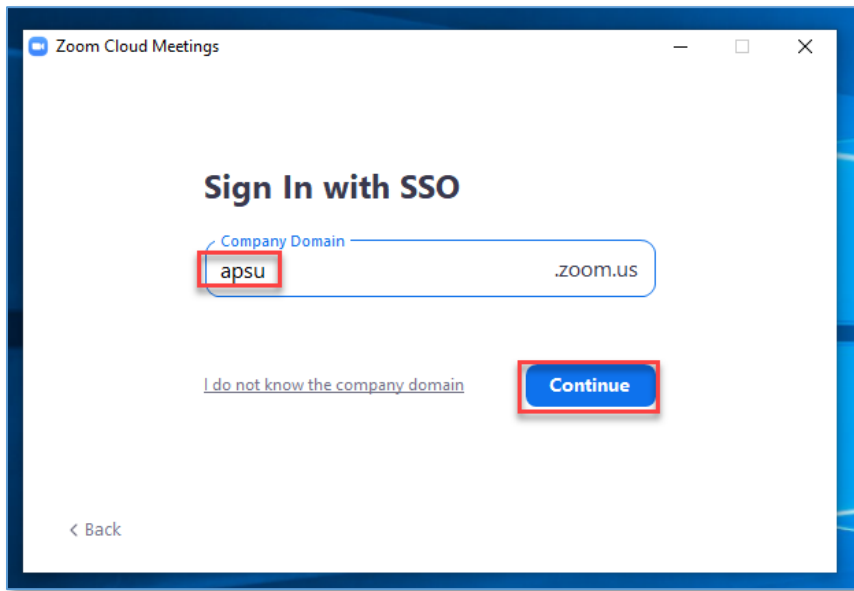 Zoom Cloud Meetings
Sign In with SSO
Company Domain
apsu .zoom.us
I do not know the company domain Continue
< Back